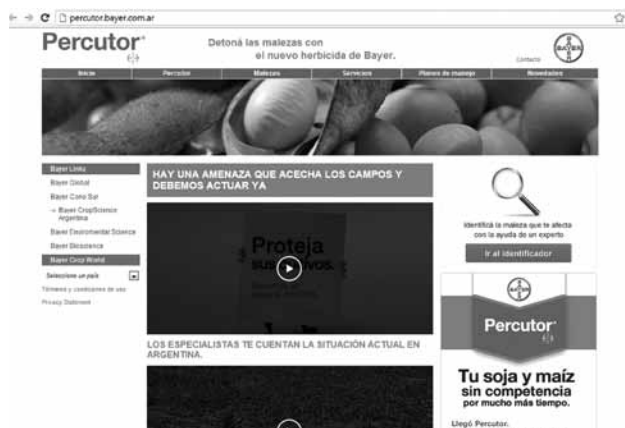 percutor.bayer.com.ar
Percutor
Detoná las malezas con
el nuevo herbicida de Bayer.
Contacto
BAYER
Inicio
Percutor
Malezas
Servicios
Planes de manejo
Novedades
Bayer Links
Bayer Global
Bayer Cono Sur
→ Bayer CropScience
Argentina
Bayer Environmental Science
Bayer Bioscience
Bayer Crop World
Seleccione un país
Términos y condiciones de uso
Privacy Statement
HAY UNA AMENAZA QUE ACECHA LOS CAMPOS Y
DEBEMOS ACTUAR YA
Proteja
sus cultivos.
LOS ESPECIALISTAS TE CUENTAN LA SITUACIÓN ACTUAL EN
ARGENTINA.
Identificá la maleza que te afecta
con la ayuda de un experto
Ir al identificador
BAYER
Percutor
Tu soja y maíz
sin competencia
por mucho más tiempo.
Llegó Percutor.